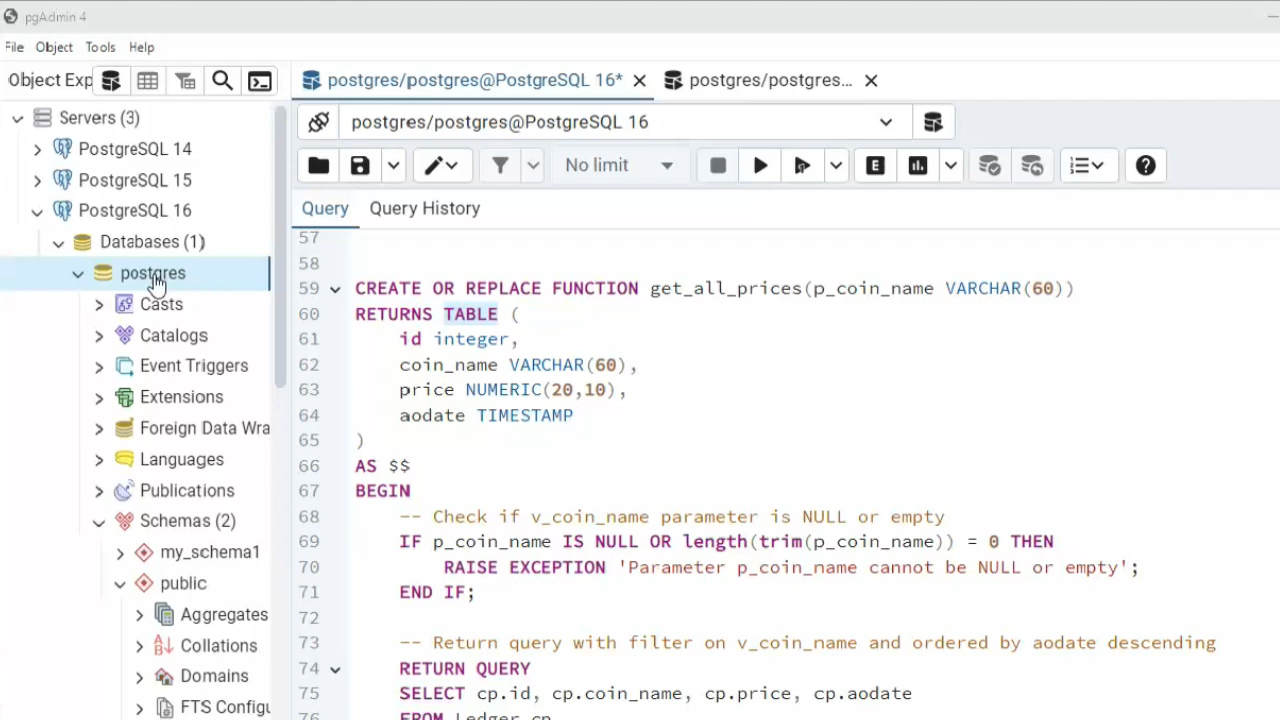 pgAdmin 4
File Object Tools Help
Object Exp
postgres/postgres@PostgreSQL 16*
postgres/postgres...
Servers (3)
PostgreSQL 14
PostgreSQL 15
PostgreSQL 16
Databases (1)
postgres
Casts
Catalogs
Event Triggers
Extensions
Foreign Data Wra
Languages
Publications
Schemas (2)
my_schema1
public
Aggregates
Collations
Domains
FTS Configu
postgres/postgres@PostgreSQL 16
No limit
E
Query Query History
57
58
59 CREATE OR REPLACE FUNCTION get_all_prices(p_coin_name VARCHAR(60))
60 RETURNS TABLE (
61 id integer,
62 coin_name VARCHAR(60),
63 price NUMERIC(20,10),
64 aodate TIMESTAMP
65 )
66 AS $$
67 BEGIN
68 -- Check if v_coin_name parameter is NULL or empty
69 IF p_coin_name IS NULL OR length(trim(p_coin_name)) = 0 THEN
70 RAISE EXCEPTION 'Parameter p_coin_name cannot be NULL or empty';
71 END IF;
72
73 -- Return query with filter on v_coin_name and ordered by aodate descending
74 RETURN QUERY
75 SELECT cp.id, cp.coin_name, cp.price, cp.aodate
76 FROM Ledger cp